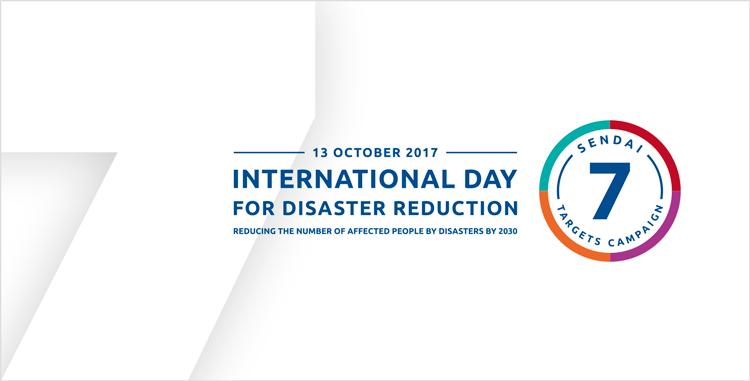 13 OCTOBER 2017
INTERNATIONAL DAY
FOR DISASTER REDUCTION
REDUCING THE NUMBER OF AFFECTED PEOPLE BY DISASTERS BY 2030
SENDAI
7
TARGETS CAMPAIGN
7